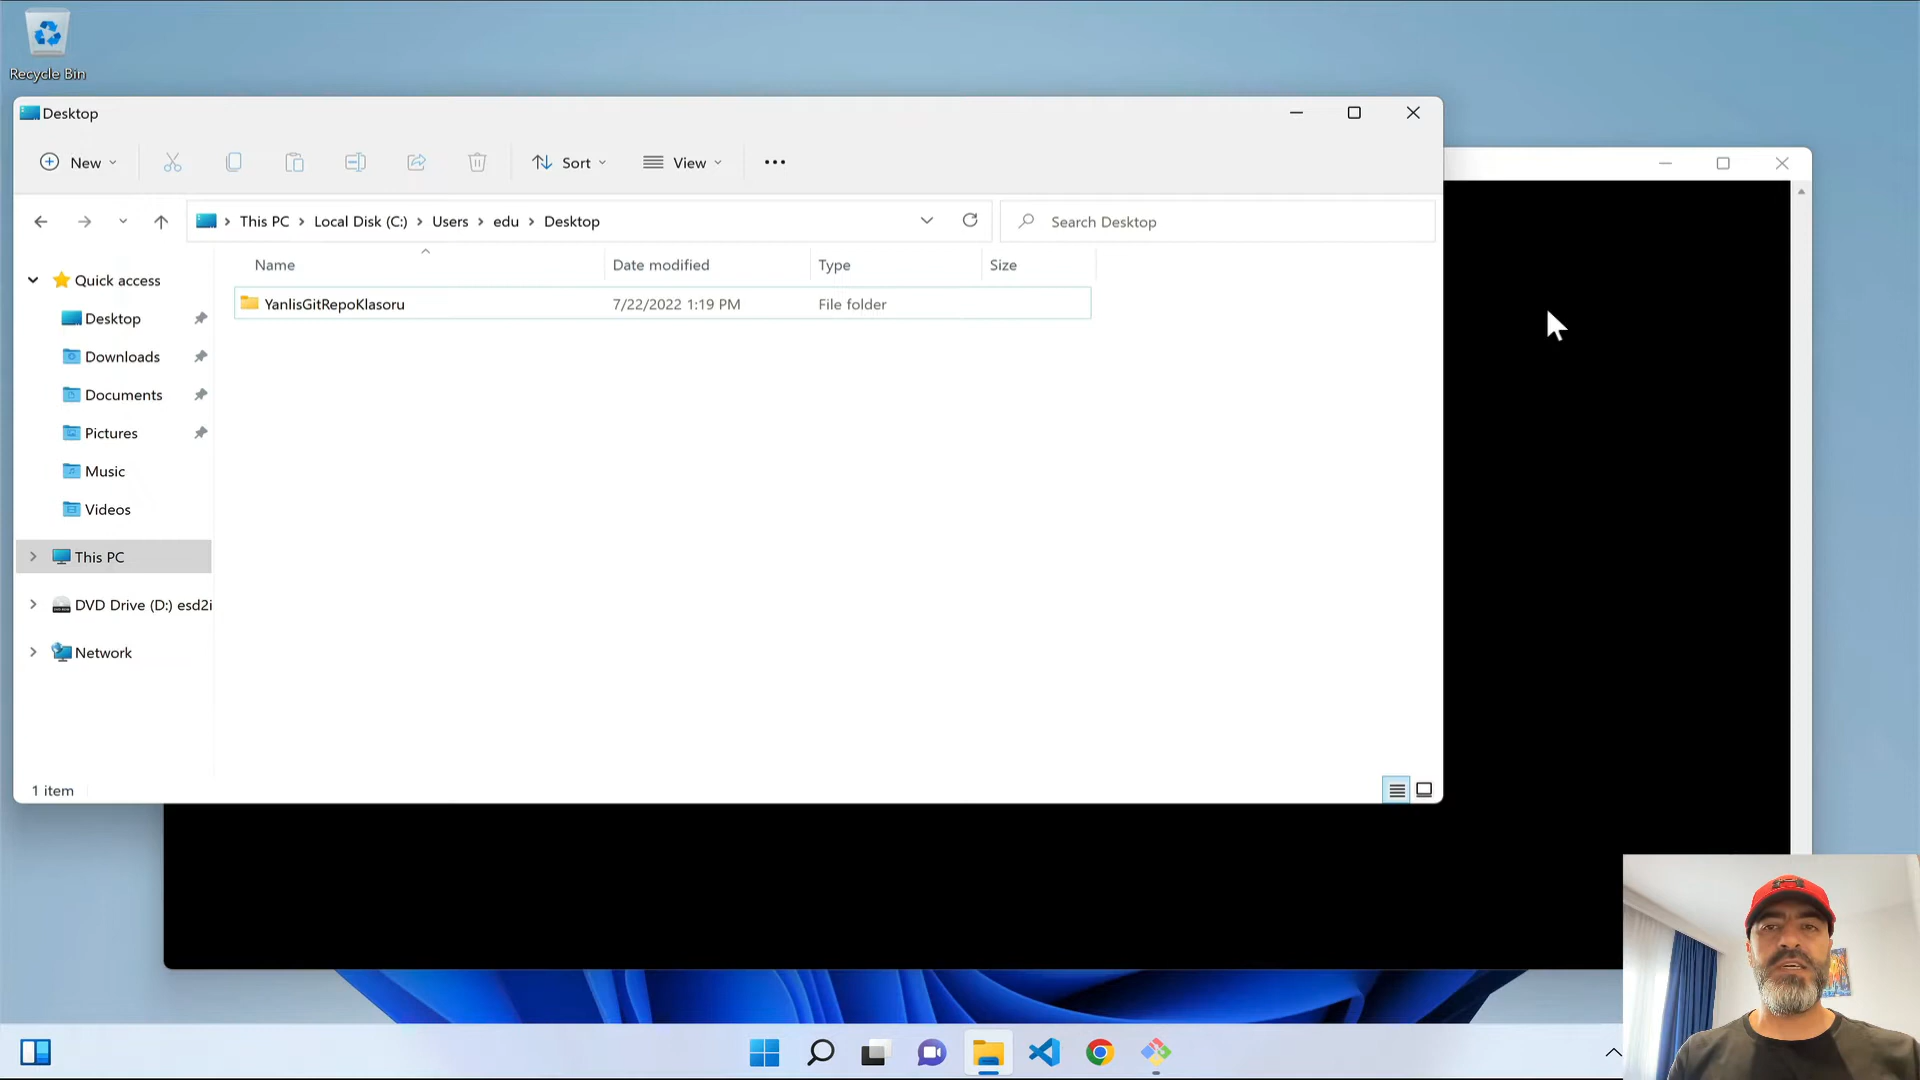 Recycle Bin
Desktop
New
Sort
View
This PC
Local Disk (C:)
Users
edu
Desktop
Search Desktop
Name
Date modified
Type
Size
YanlisGitRepoKlasoru
7/22/2022 1:19 PM
File folder
Quick access
Desktop
Downloads
Documents
Pictures
Music
Videos
This PC
DVD Drive (D:) esd2i
Network
1 item